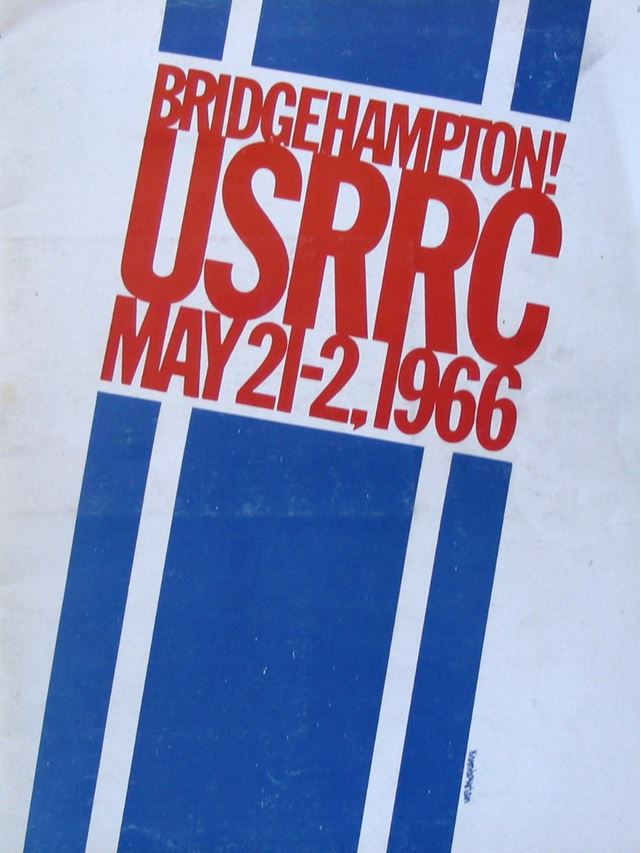 BRIDGEHAMPTON!
USRRC
MAY 21-2, 1966